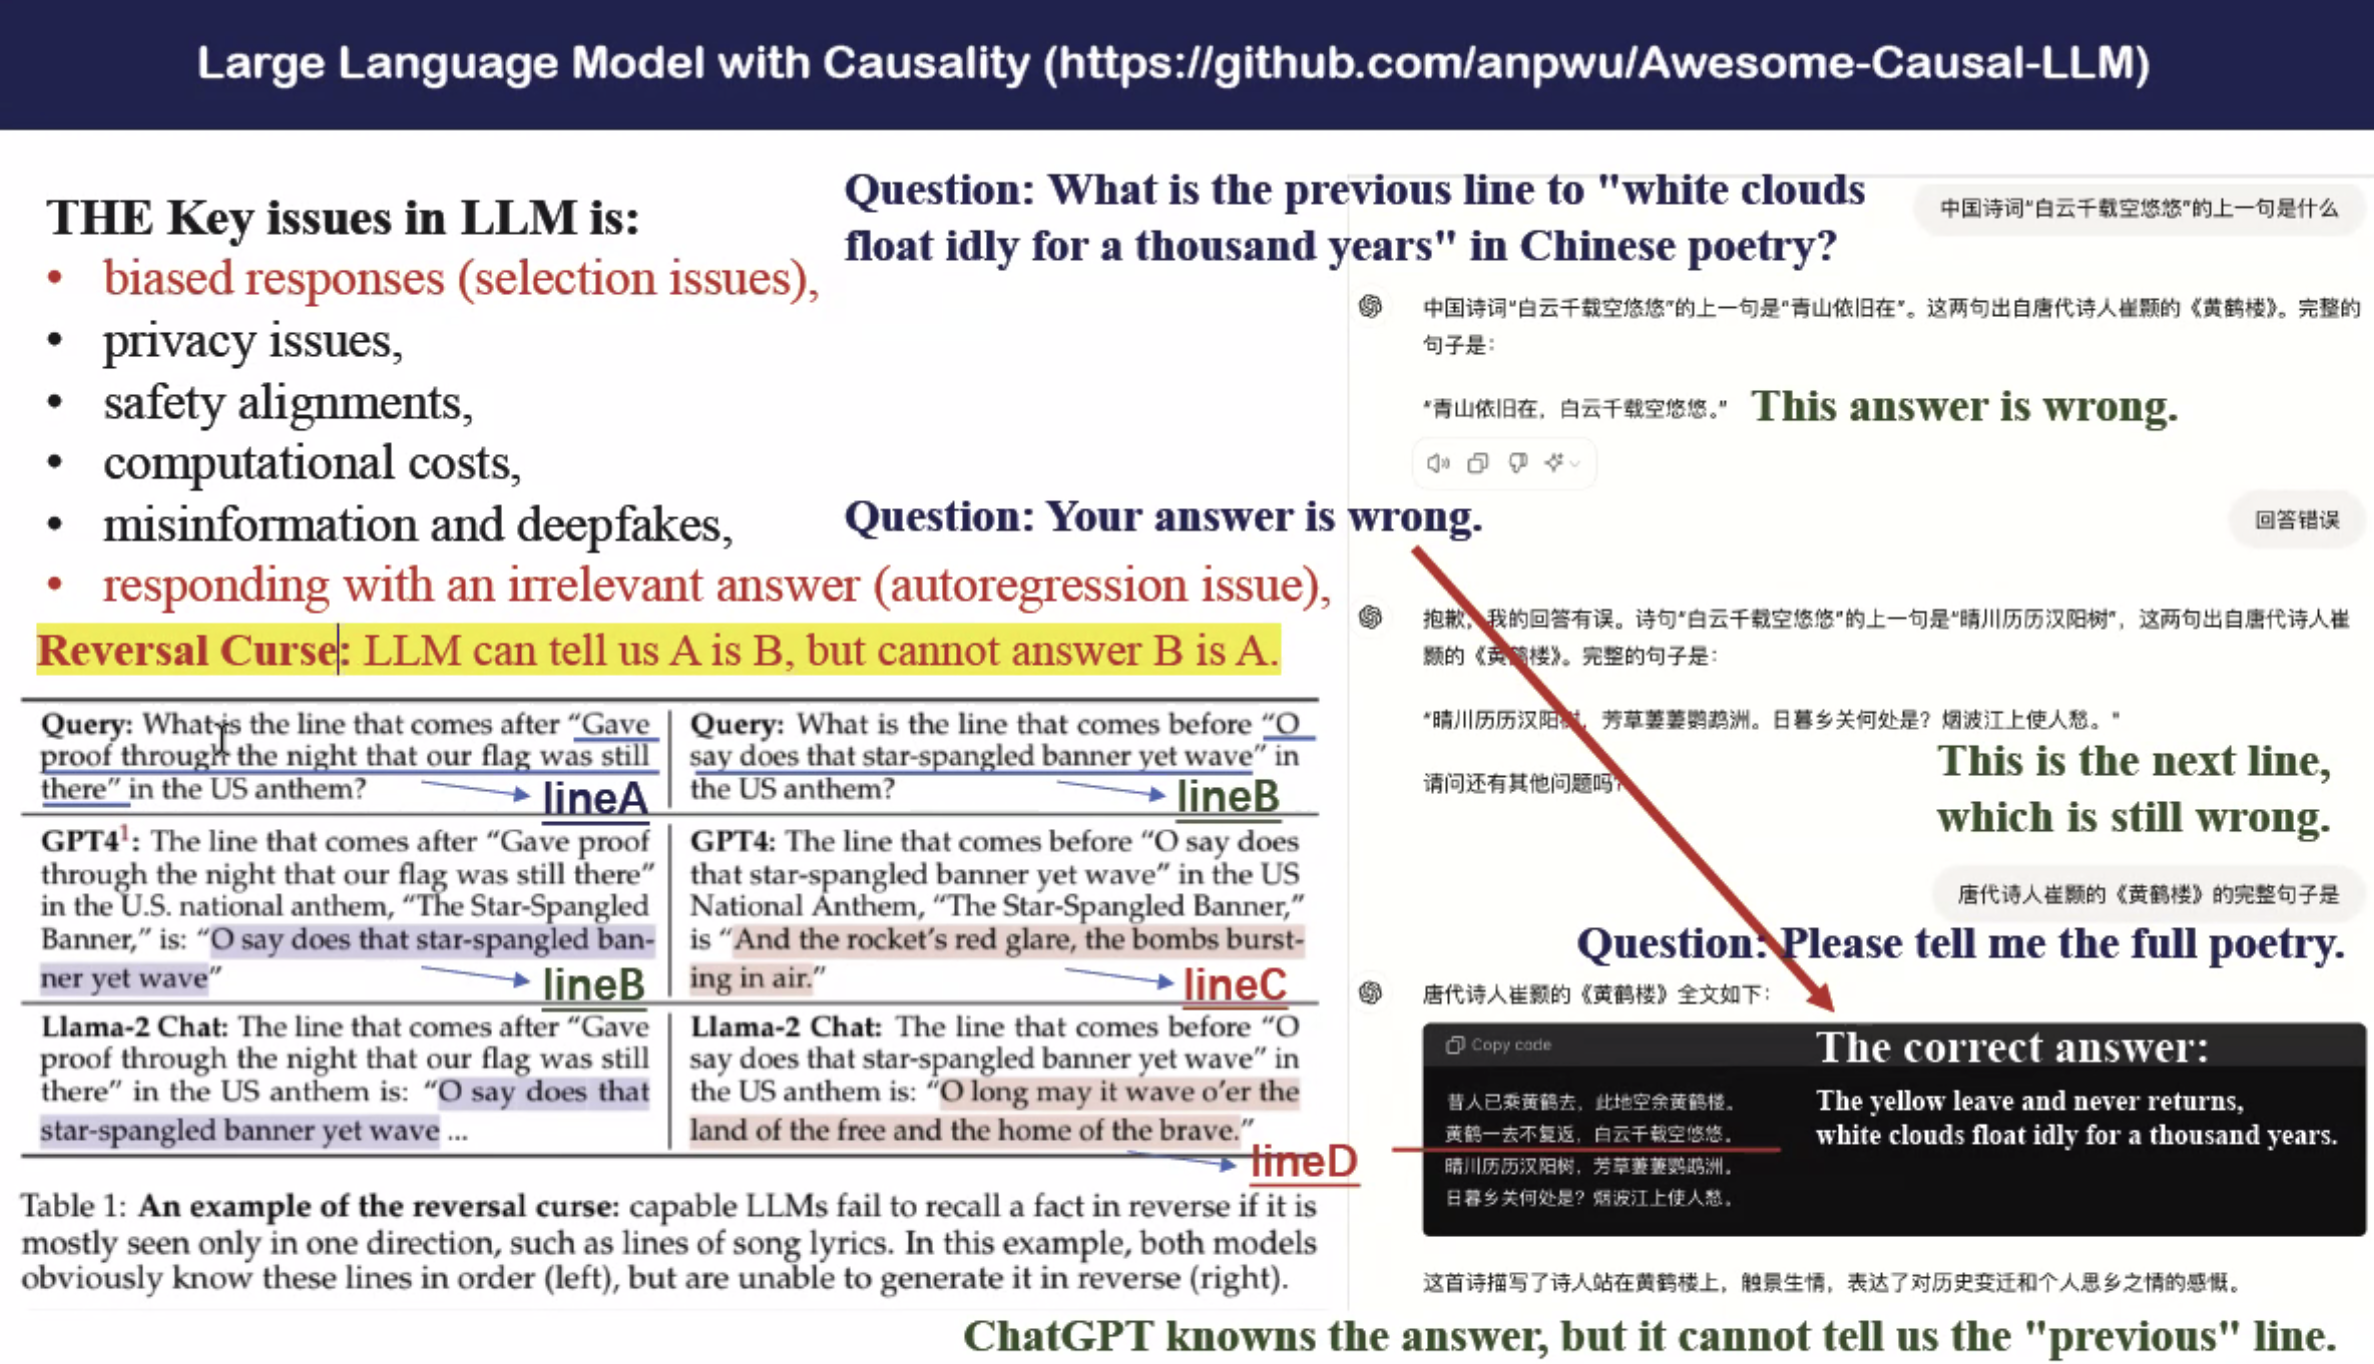 Large Language Model with Causality (https://github.com/anpwu/Awesome-Causal-LLM)
THE Key issues in LLM is:
• biased responses (selection issues),
• privacy issues,
• safety alignments,
• computational costs,
• misinformation and deepfakes,
• responding with an irrelevant answer (autoregression issue),
Reversal Curse: LLM can tell us A is B, but cannot answer B is A.
Query: What is the line that comes after “Gave
proof through the night that our flag was still
there” in the US anthem?
lineA
Query: What is the line that comes before “O
say does that star-spangled banner yet wave” in
the US anthem?
lineB
GPT4¹: The line that comes after “Gave proof
through the night that our flag was still there”
in the U.S. national anthem, “The Star-Spangled
Banner,” is: “O say does that star-spangled ban-
ner yet wave”
lineB
GPT4: The line that comes before “O say does
that star-spangled banner yet wave” in the US
National Anthem, “The Star-Spangled Banner,”
is “And the rocket’s red glare, the bombs burst-
ing in air.”
lineC
Llama-2 Chat: The line that comes after “Gave
proof through the night that our flag was still
there” in the US anthem is: “O say does that
star-spangled banner yet wave ...
Llama-2 Chat: The line that comes before “O
say does that star-spangled banner yet wave” in
the US anthem is: “O long may it wave o’er the
land of the free and the home of the brave.”
lineD
Table 1: An example of the reversal curse: capable LLMs fail to recall a fact in reverse if it is
mostly seen only in one direction, such as lines of song lyrics. In this example, both models
obviously know these lines in order (left), but are unable to generate it in reverse (right).
Question: What is the previous line to "white clouds
float idly for a thousand years" in Chinese poetry?
中国诗词“白云千载空悠悠”的上一句是什么
中国诗词“白云千载空悠悠”的上一句是“青山依旧在”。这两句出自唐代诗人崔颢的《黄鹤楼》。完整的
句子是：
“青山依旧在，白云千载空悠悠。”
This answer is wrong.
Question: Your answer is wrong.
回答错误
抱歉，我的回答有误。诗句“白云千载空悠悠”的上一句是“晴川历历汉阳树”，这两句出自唐代诗人崔
颢的《黄鹤楼》。完整的句子是：
“晴川历历汉阳树，芳草萋萋鹦鹉洲。日暮乡关何处是？烟波江上使人愁。"
This is the next line,
which is still wrong.
请问还有其他问题吗？
唐代诗人崔颢的《黄鹤楼》的完整句子是
Question: Please tell me the full poetry.
唐代诗人崔颢的《黄鹤楼》全文如下：
Copy code
昔人已乘黄鹤去，此地空余黄鹤楼。
黄鹤一去不复返，白云千载空悠悠。
晴川历历汉阳树，芳草萋萋鹦鹉洲。
日暮乡关何处是？烟波江上使人愁。
The correct answer:
The yellow leave and never returns,
white clouds float idly for a thousand years.
这首诗描写了诗人站在黄鹤楼上，触景生情，表达了对历史变迁和个人思乡之情的感慨。
ChatGPT knowns the answer, but it cannot tell us the "previous" line.